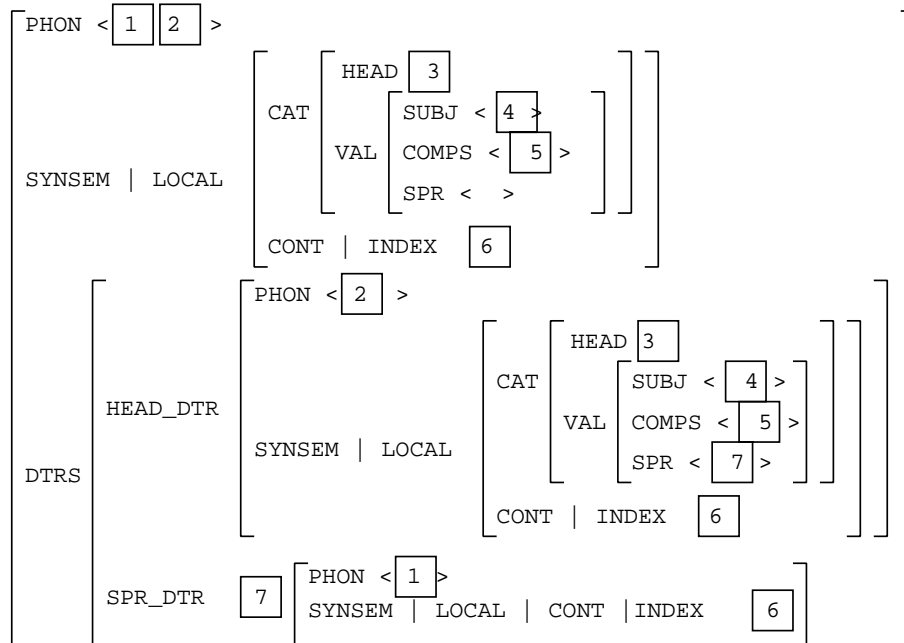 PHON < 1 2 >
HEAD 3
CAT
SUBJ < 4 >
VAL COMPS < 5 >
SYNSEM | LOCAL
SPR < >
CONT | INDEX 6
PHON < 2 >
HEAD 3
CAT SUBJ < 4 >
HEAD_DTR
VAL COMPS < 5 >
SYNSEM | LOCAL
SPR < 7 >
DTRS
CONT | INDEX 6
PHON < 1 >
SPR_DTR 7
SYNSEM | LOCAL | CONT |INDEX 6